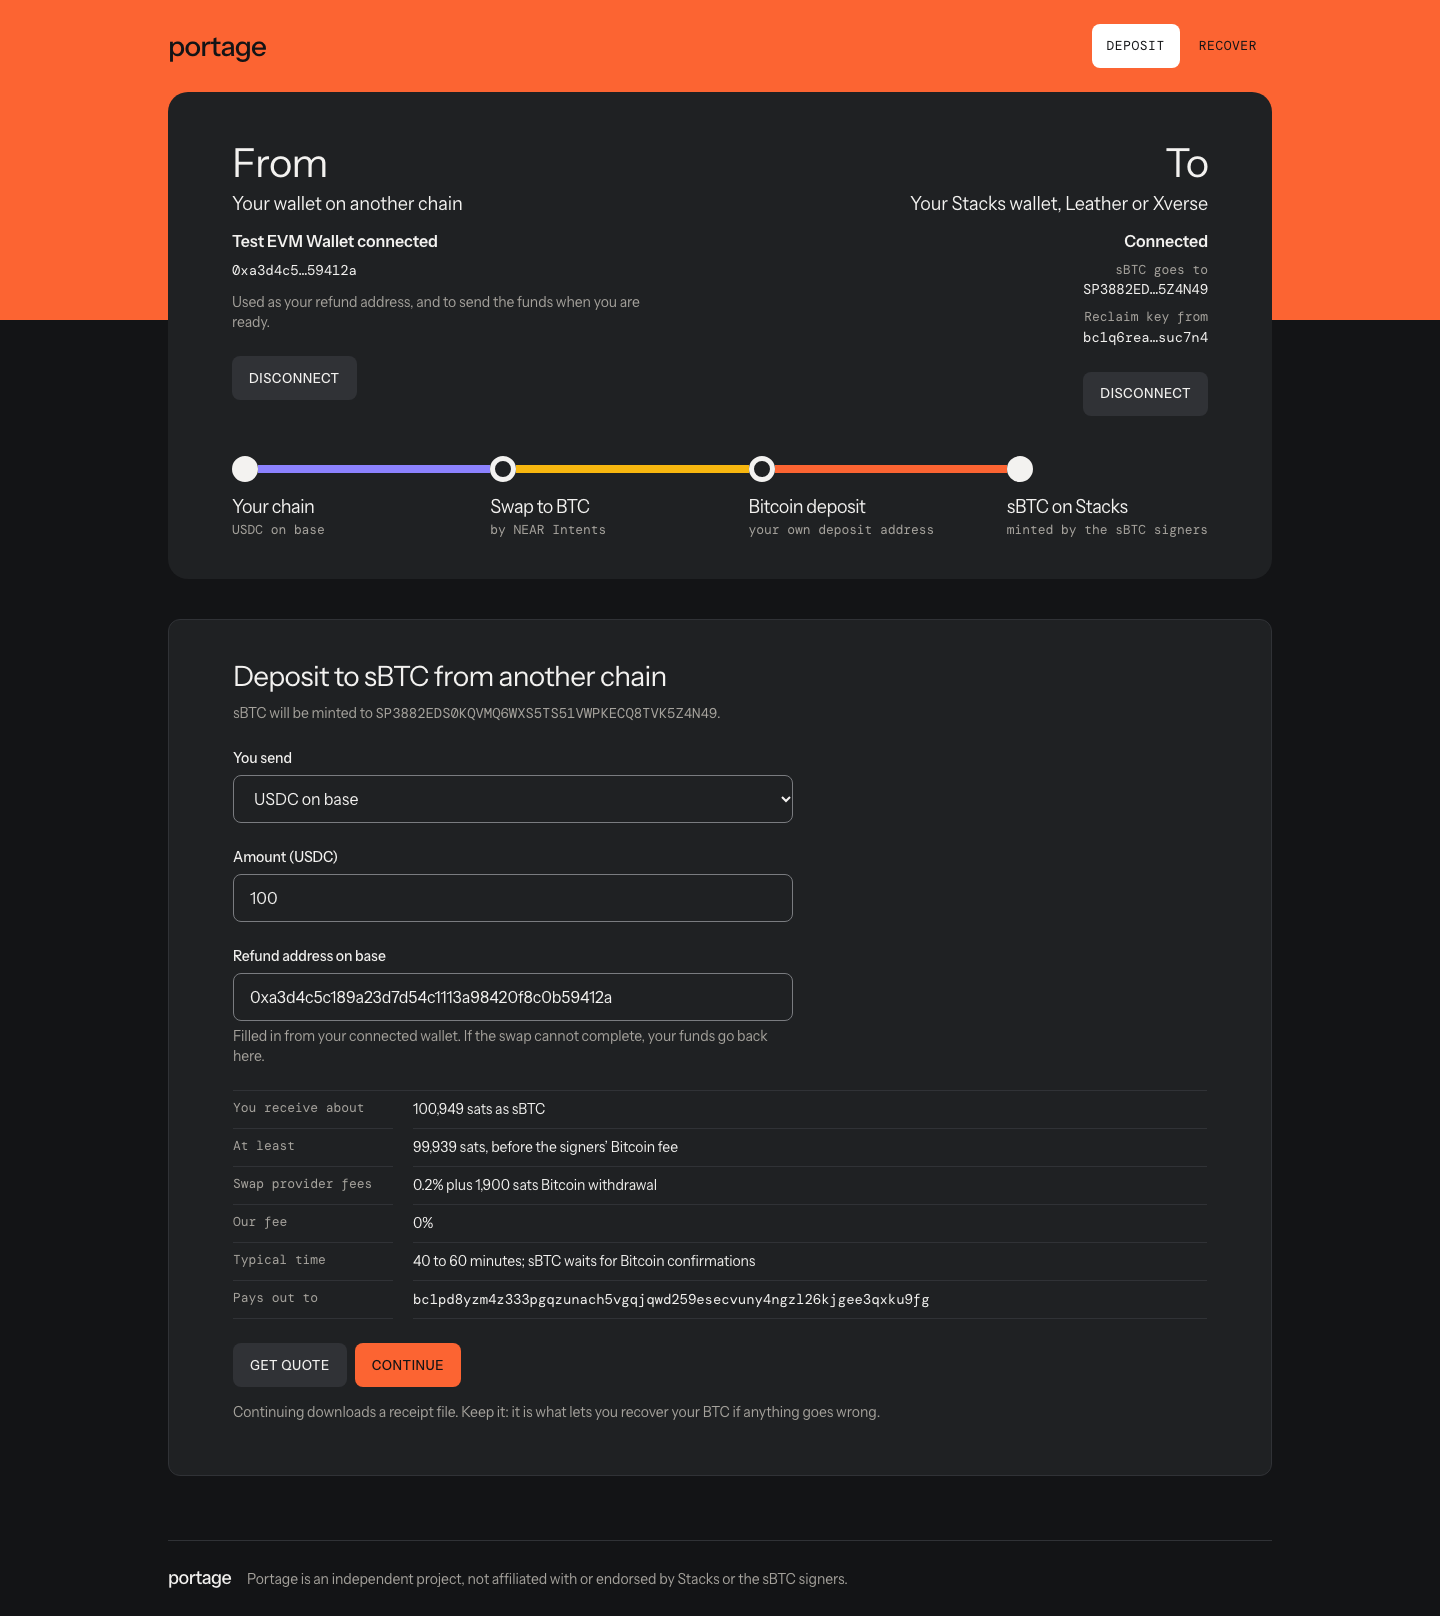 portage
DEPOSIT
RECOVER
From
Your wallet on another chain
Test EVM Wallet connected
0xa3d4c5…59412a
Used as your refund address, and to send the funds when you are
ready.
DISCONNECT
To
Your Stacks wallet, Leather or Xverse
Connected
sBTC goes to
SP3882ED…5Z4N49
Reclaim key from
bc1q6rea…suc7n4
DISCONNECT
Your chain
USDC on base
Swap to BTC
by NEAR Intents
Bitcoin deposit
your own deposit address
sBTC on Stacks
minted by the sBTC signers
Deposit to sBTC from another chain
sBTC will be minted to SP3882EDS0KQVMQ6WXS5TS51VWPKECQ8TVK5Z4N49.
You send
USDC on base
Amount (USDC)
100
Refund address on base
0xa3d4c5c189a23d7d54c1113a98420f8c0b59412a
Filled in from your connected wallet. If the swap cannot complete, your funds go back
here.
You receive about 100,949 sats as sBTC
At least 99,939 sats, before the signers’ Bitcoin fee
Swap provider fees 0.2% plus 1,900 sats Bitcoin withdrawal
Our fee 0%
Typical time 40 to 60 minutes; sBTC waits for Bitcoin confirmations
Pays out to bc1pd8yzm4z333pgqzunach5vgqjqwd259esecvuny4ngzl26kjgee3qxku9fg
GET QUOTE
CONTINUE
Continuing downloads a receipt file. Keep it: it is what lets you recover your BTC if anything goes wrong.
portage
Portage is an independent project, not affiliated with or endorsed by Stacks or the sBTC signers.